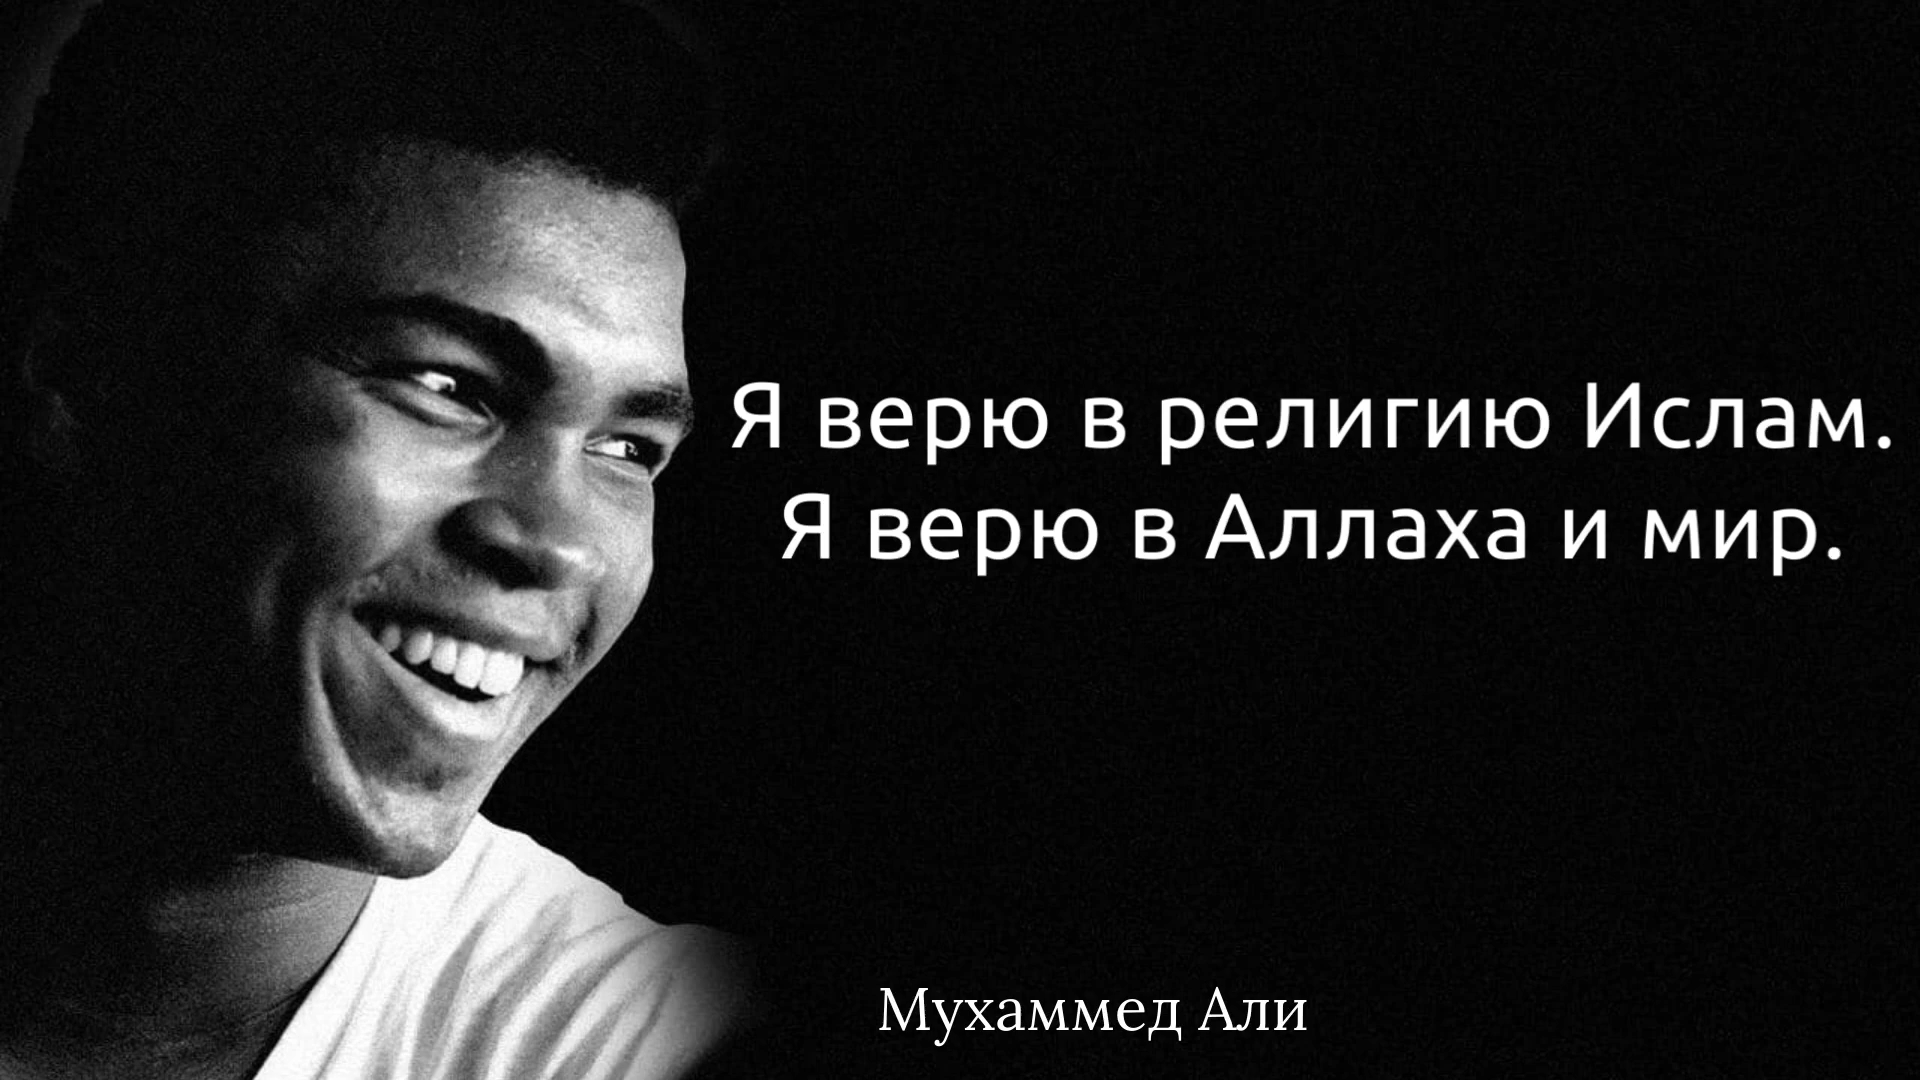 Я верю в религию Ислам.
Я верю в Аллаха и мир.
Мухаммед Али